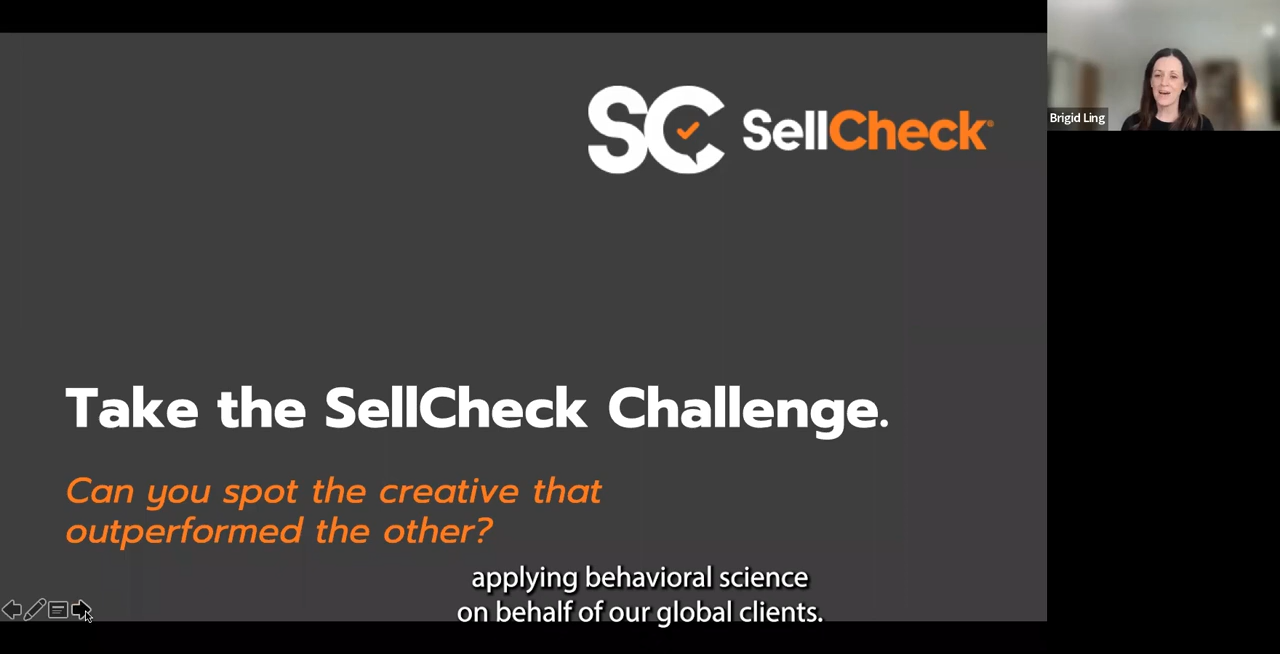 SC SellCheck®
Brigid Ling
Take the SellCheck Challenge.
Can you spot the creative that
outperformed the other?
applying behavioral science
on behalf of our global clients.